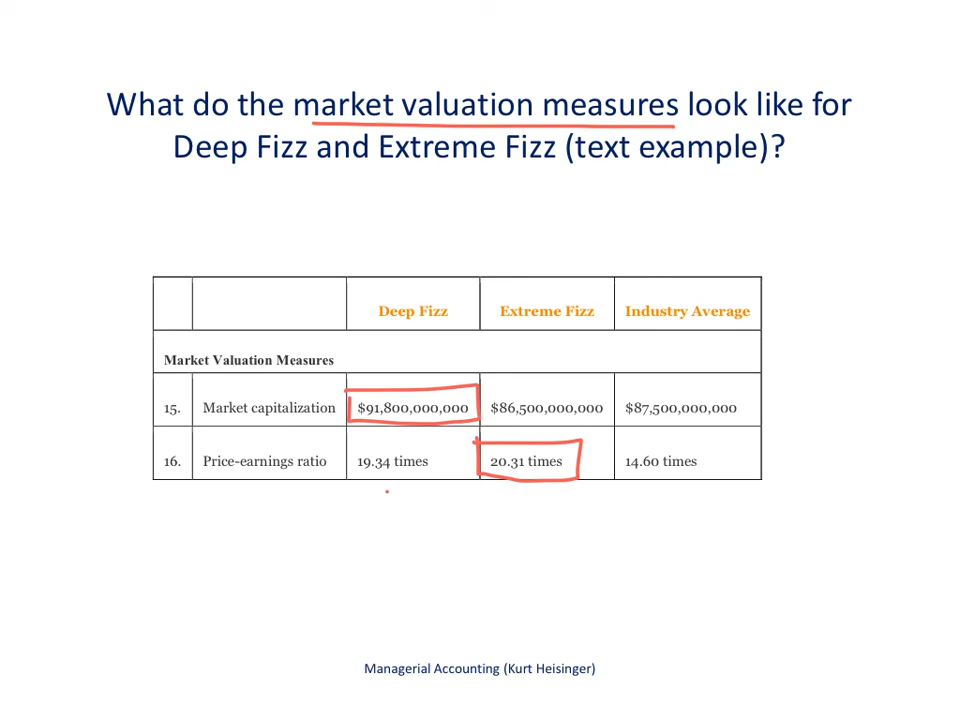 What do the market valuation measures look like for
Deep Fizz and Extreme Fizz (text example)?
Deep Fizz Extreme Fizz Industry Average
Market Valuation Measures
15. Market capitalization $91,800,000,000 $86,500,000,000 $87,500,000,000
16. Price-earnings ratio 19.34 times 20.31 times 14.60 times
Managerial Accounting (Kurt Heisinger)